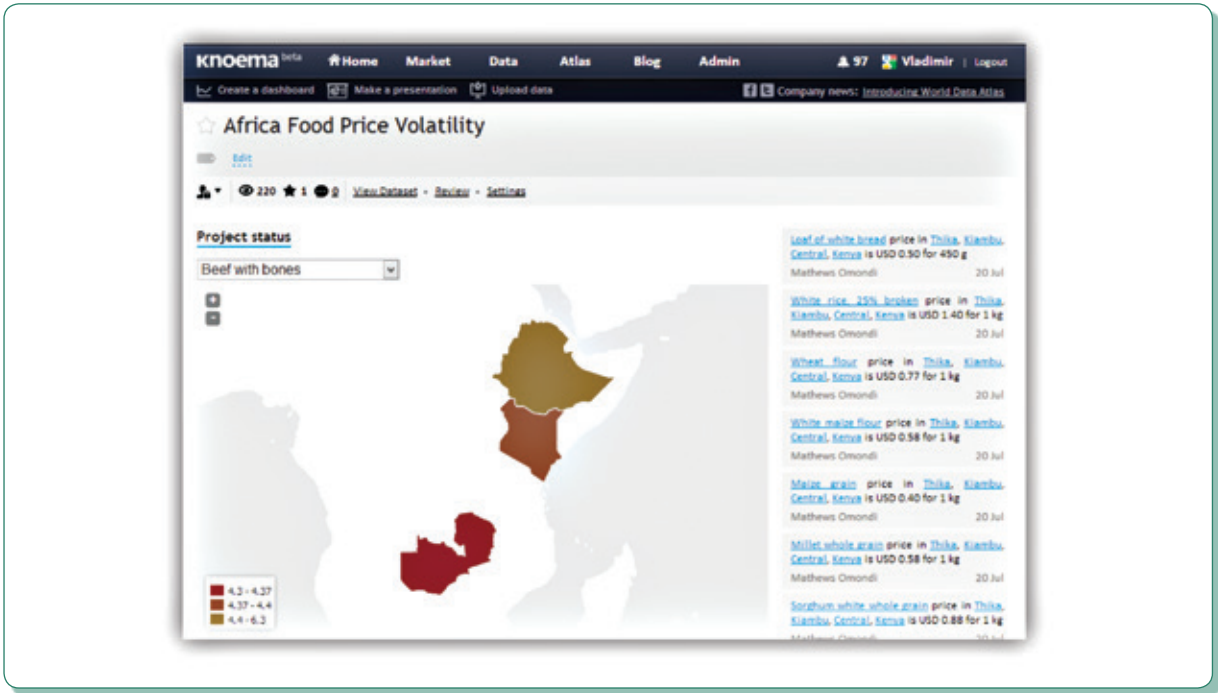 knoema beta Home Market Data Atlas Blog Admin 97 Vladimir | Logout
Create a dashboard Make a presentation Upload data Company news: Introducing World Data Atlas
Africa Food Price Volatility
Edit
220 1 0 View Dataset - Review - Settings
Project status
Beef with bones
+
-
4.3 - 4.37
4.37 - 4.4
4.4 - 6.3
Loaf of white bread price in Thika, Kiambu,
Central, Kenya is USD 0.50 for 450 g
Mathews Omondi 20 Jul
White rice, 25% broken price in Thika,
Kiambu, Central, Kenya is USD 1.40 for 1 kg
Mathews Omondi 20 Jul
Wheat flour price in Thika, Kiambu,
Central, Kenya is USD 0.77 for 1 kg
Mathews Omondi 20 Jul
White maize flour price in Thika, Kiambu,
Central, Kenya is USD 0.58 for 1 kg
Mathews Omondi 20 Jul
Maize grain price in Thika, Kiambu,
Central, Kenya is USD 0.40 for 1 kg
Mathews Omondi 20 Jul
Millet whole grain price in Thika, Kiambu,
Central, Kenya is USD 0.58 for 1 kg
Mathews Omondi 20 Jul
Sorghum white whole grain price in Thika,
Kiambu, Central, Kenya is USD 0.88 for 1 kg
Mathews Omondi 20 Jul